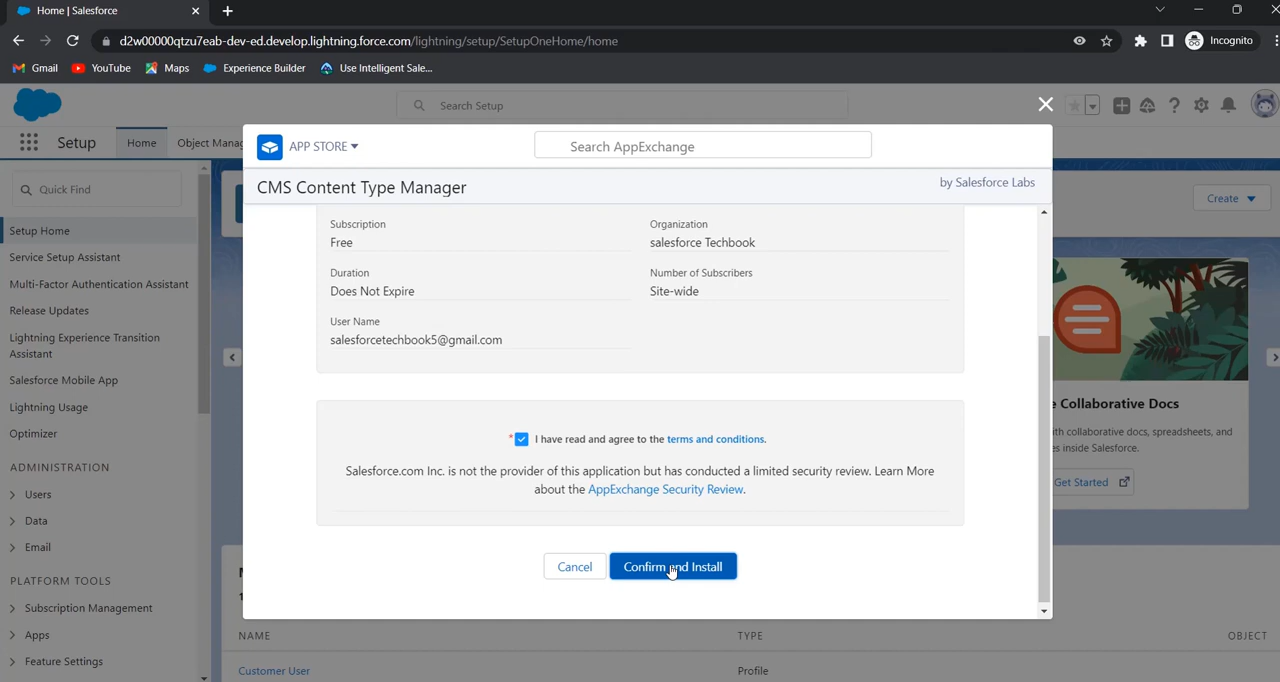 Home | Salesforce
d2w00000qtzu7eab-dev-ed.develop.lightning.force.com/lightning/setup/SetupOneHome/home
Incognito
Gmail
YouTube
Maps
Experience Builder
Use Intelligent Sale...
Search Setup
Setup
Home
Object Manag
APP STORE
Search AppExchange
CMS Content Type Manager
by Salesforce Labs
Quick Find
Create
Setup Home
Service Setup Assistant
Multi-Factor Authentication Assistant
Release Updates
Lightning Experience Transition
Assistant
Salesforce Mobile App
Lightning Usage
Optimizer
ADMINISTRATION
Users
Data
Email
PLATFORM TOOLS
Subscription Management
Apps
Feature Settings
Subscription
Free
Organization
salesforce Techbook
Duration
Does Not Expire
Number of Subscribers
Site-wide
User Name
salesforcetechbook5@gmail.com
* I have read and agree to the terms and conditions.
Salesforce.com Inc. is not the provider of this application but has conducted a limited security review. Learn More
about the AppExchange Security Review.
Cancel
Confirm and Install
Collaborative Docs
collaborative docs, spreadsheets, and
inside Salesforce.
Get Started
NAME
TYPE
OBJECT
Customer User
Profile